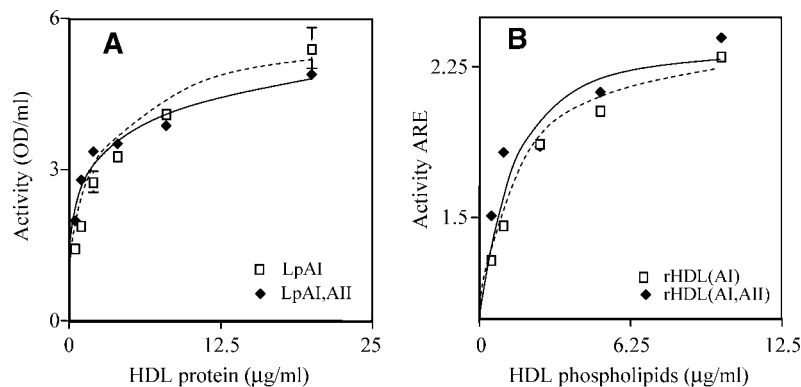 A
Activity (OD/ml)
6
3
0
0
12.5
25
HDL protein (μg/ml)
LpAI
LpAI,AII
B
Activity ARE
2.25
1.5
0
6.25
12.5
HDL phospholipids (μg/ml)
rHDL(AI)
rHDL(AI,AII)